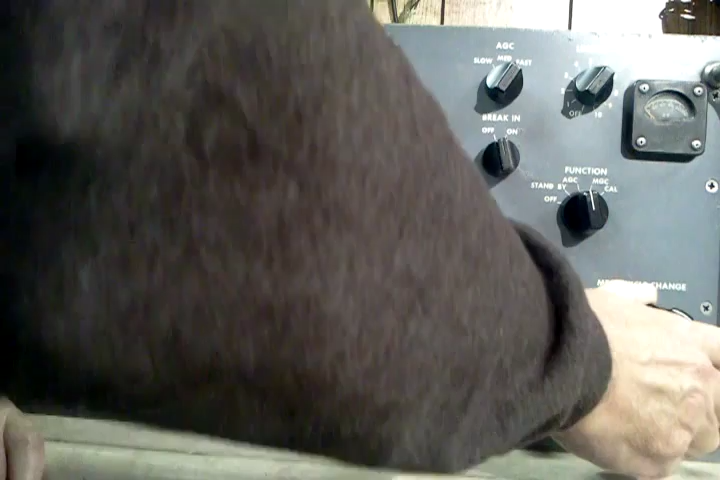 AGC
SLOW MED FAST
OFF
10
BREAK IN
OFF ON
FUNCTION
AGC MGC
STAND BY CAL
OFF
CHANGE